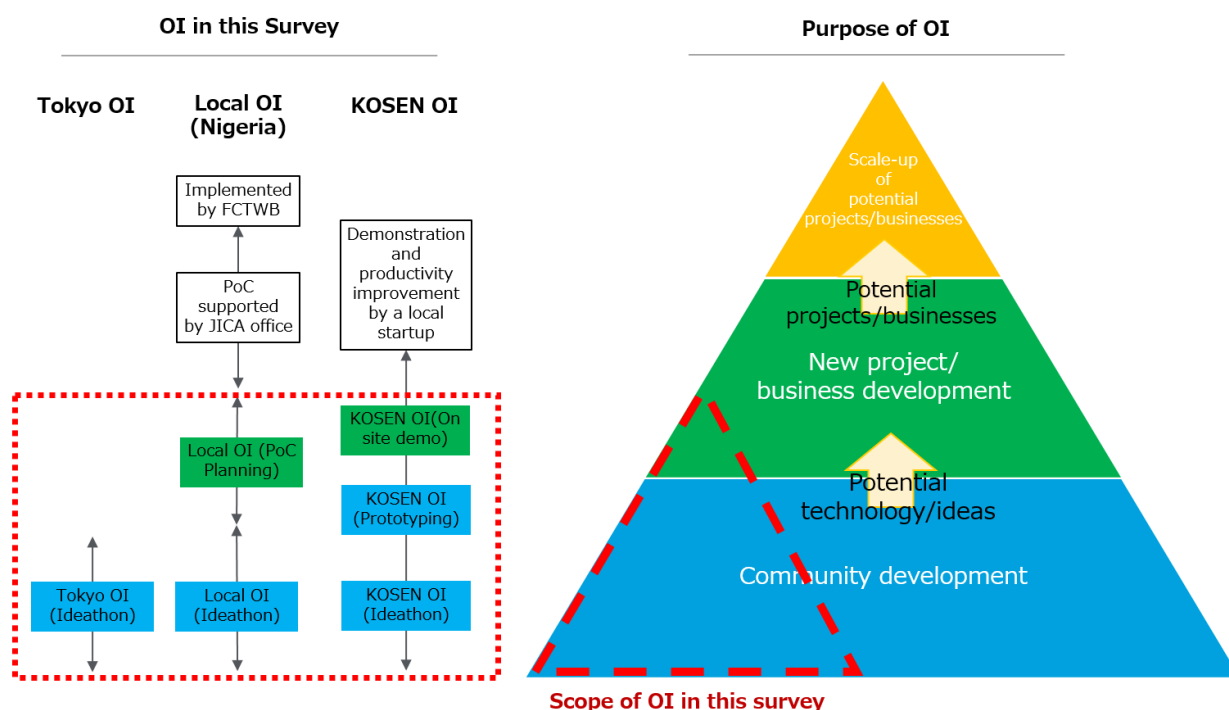 OI in this Survey
Tokyo OI
Local OI
(Nigeria)
KOSEN OI
Implemented
by FCTWB
PoC
supported
by JICA office
Demonstration
and
productivity
improvement
by a local
startup
Local OI (PoC
Planning)
KOSEN OI(On
site demo)
KOSEN OI
(Prototyping)
Tokyo OI
(Ideathon)
Local OI
(Ideathon)
KOSEN OI
(Ideathon)
Purpose of OI
Scale-up
of
potential
projects/businesses
Potential
projects/businesses
New project/
business development
Potential
technology/ideas
Community development
Scope of OI in this survey